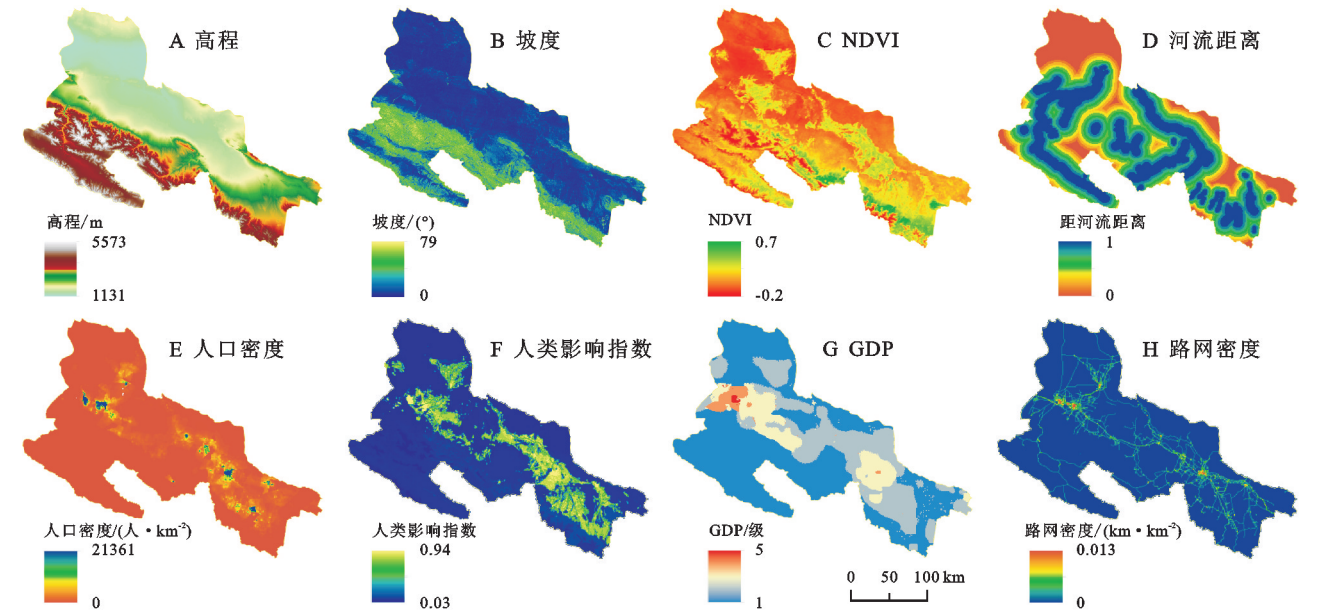 A 高程
高程/m
5573
1131
B 坡度
坡度/(°)
79
0
C NDVI
NDVI
0.7
-0.2
D 河流距离
距河流距离
1
0
E 人口密度
人口密度/(人·km⁻²)
21361
0
F 人类影响指数
人类影响指数
0.94
0.03
G GDP
GDP/级
5
1
0 50 100 km
H 路网密度
路网密度/(km·km⁻²)
0.013
0